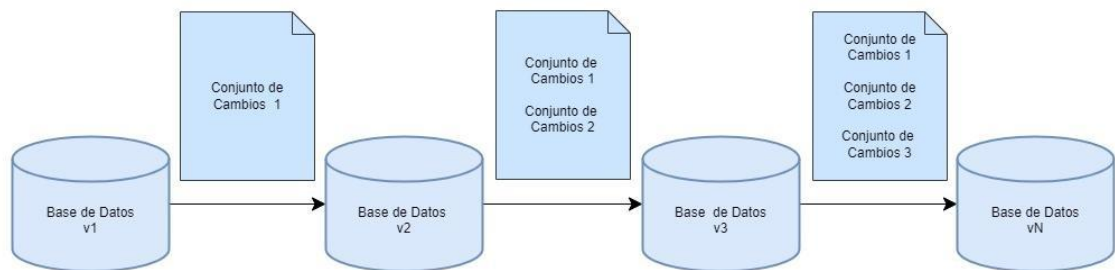 Conjunto de
Cambios 1
Conjunto de
Cambios 1
Conjunto de
Cambios 2
Conjunto de
Cambios 1
Conjunto de
Cambios 2
Conjunto de
Cambios 3
Base de Datos
v1
Base de Datos
v2
Base de Datos
v3
Base de Datos
vN